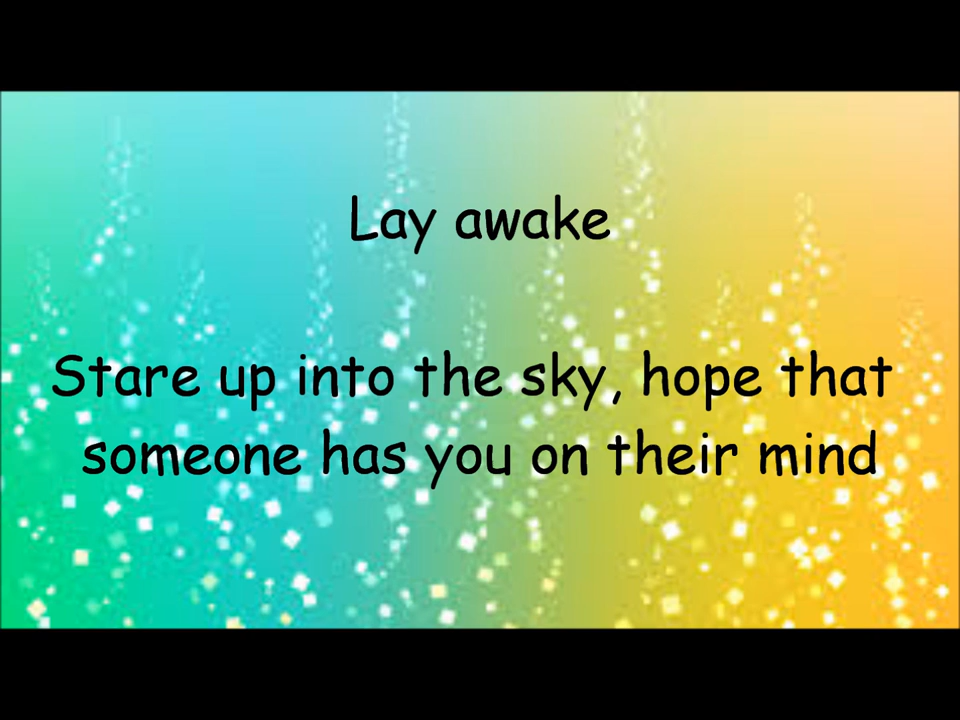 Lay awake
Stare up into the sky, hope that
someone has you on their mind